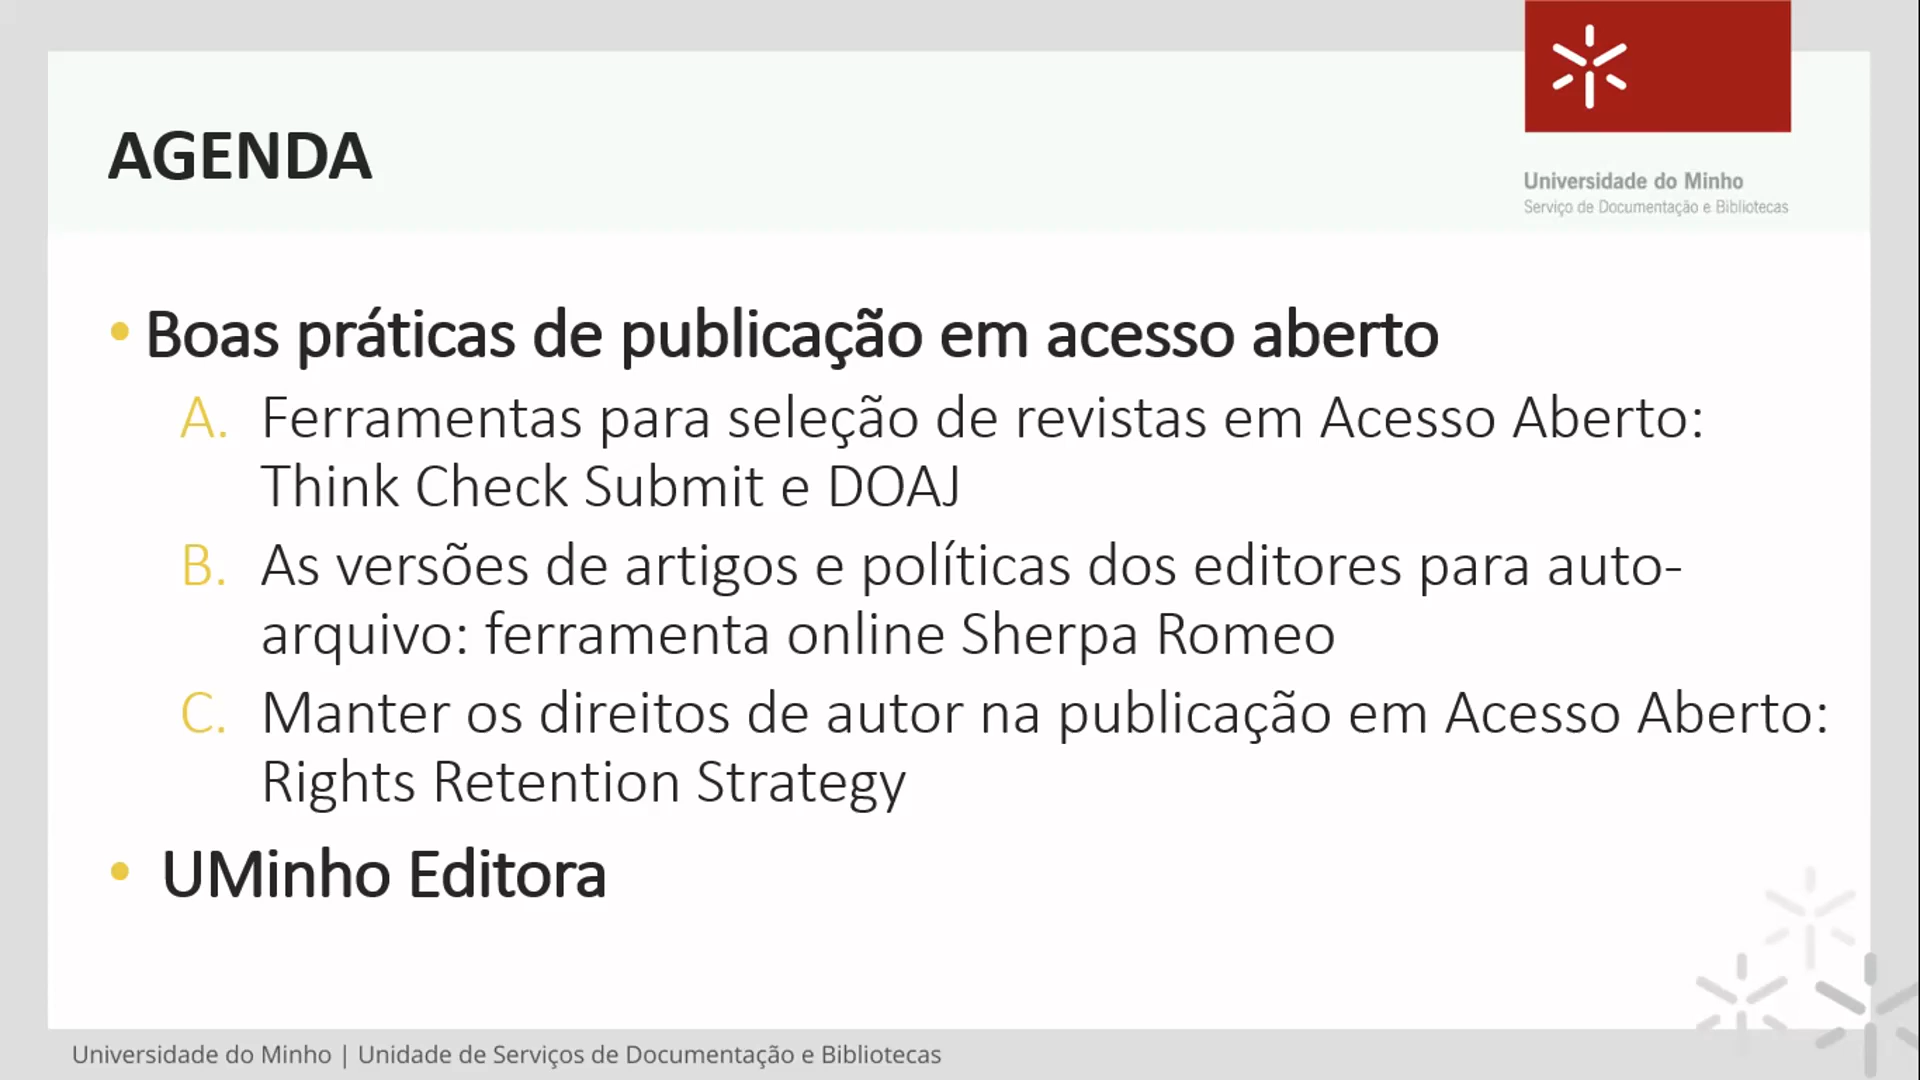 AGENDA
Universidade do Minho
Serviço de Documentação e Bibliotecas
• Boas práticas de publicação em acesso aberto
A. Ferramentas para seleção de revistas em Acesso Aberto:
Think Check Submit e DOAJ
B. As versões de artigos e políticas dos editores para auto-
arquivo: ferramenta online Sherpa Romeo
C. Manter os direitos de autor na publicação em Acesso Aberto:
Rights Retention Strategy
• UMinho Editora
Universidade do Minho | Unidade de Serviços de Documentação e Bibliotecas